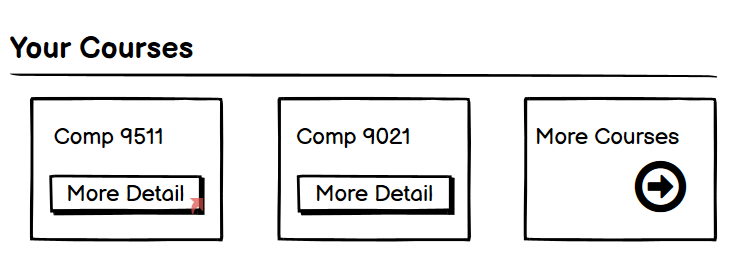 Your Courses
Comp 9511
Comp 9021
More Courses
More Detail
More Detail